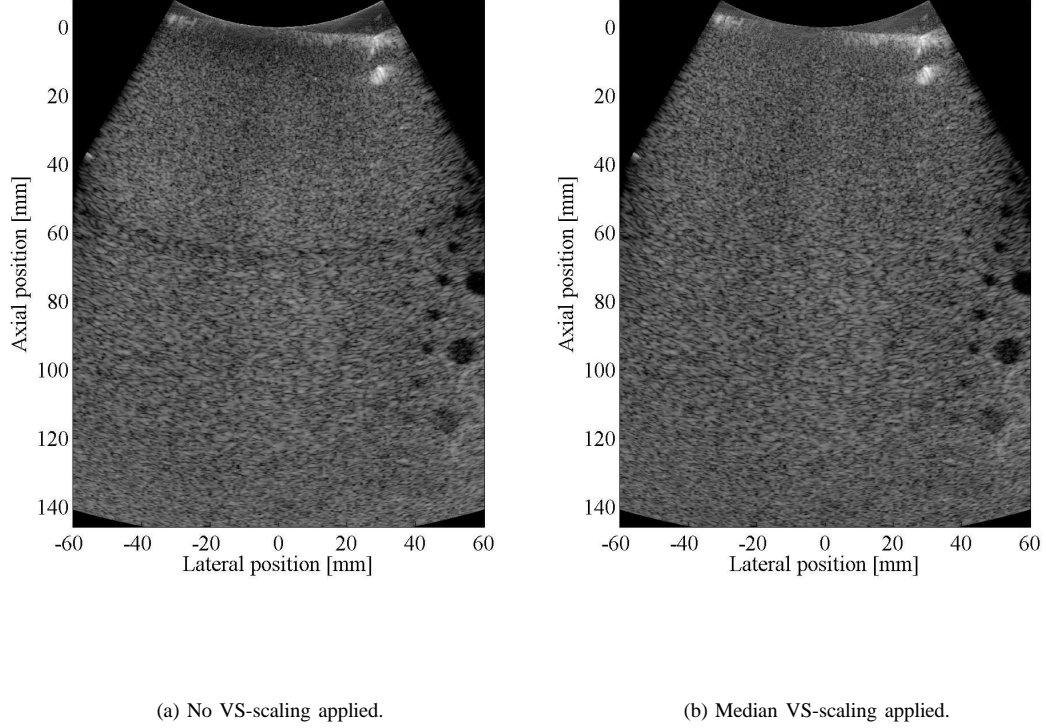 0
20
40
60
80
100
120
140
Axial position [mm]
-60 -40 -20 0 20 40 60
Lateral position [mm]
(a) No VS-scaling applied.
0
20
40
60
80
100
120
140
Axial position [mm]
-60 -40 -20 0 20 40 60
Lateral position [mm]
(b) Median VS-scaling applied.